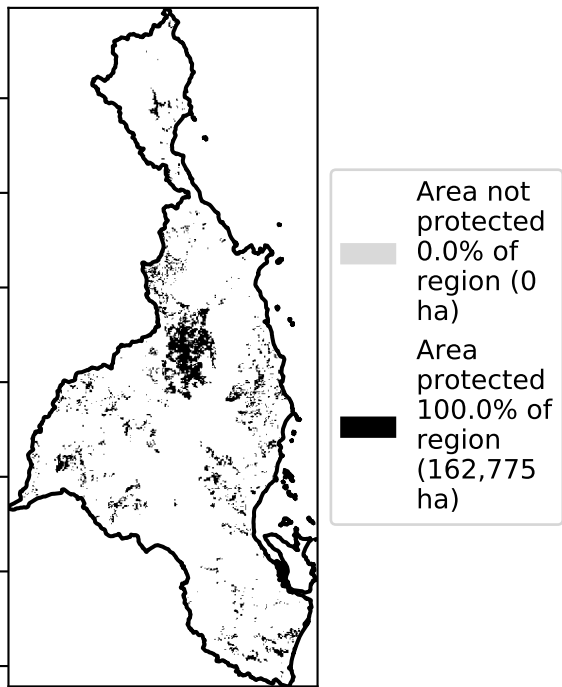 Area not
protected
0.0% of
region (0
ha)
Area
protected
100.0% of
region
(162,775
ha)